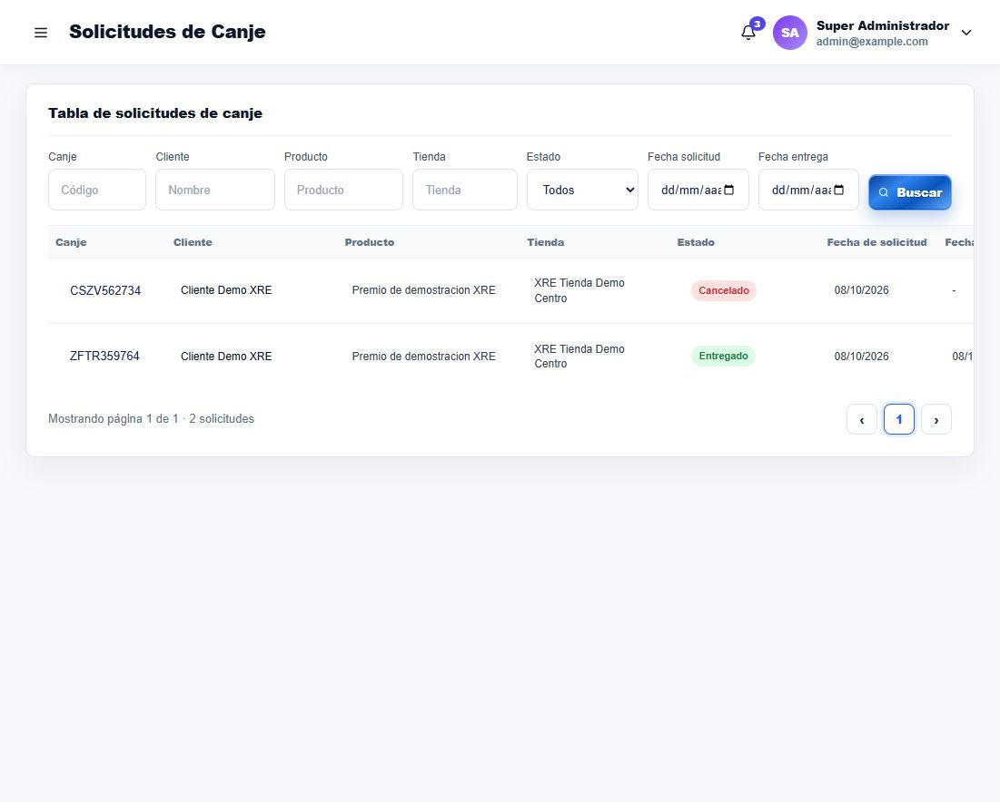 Solicitudes de Canje
3
SA
Super Administrador
admin@example.com
Tabla de solicitudes de canje
Canje Cliente Producto Tienda Estado Fecha solicitud Fecha entrega
Código Nombre Producto Tienda Todos dd/mm/aaa dd/mm/aaa Buscar
Canje Cliente Producto Tienda Estado Fecha de solicitud Fecha
CSZV562734 Cliente Demo XRE Premio de demostracion XRE XRE Tienda Demo Centro Cancelado 08/10/2026 -
ZFTR359764 Cliente Demo XRE Premio de demostracion XRE XRE Tienda Demo Centro Entregado 08/10/2026 08/1
Mostrando página 1 de 1 · 2 solicitudes
‹ 1 ›